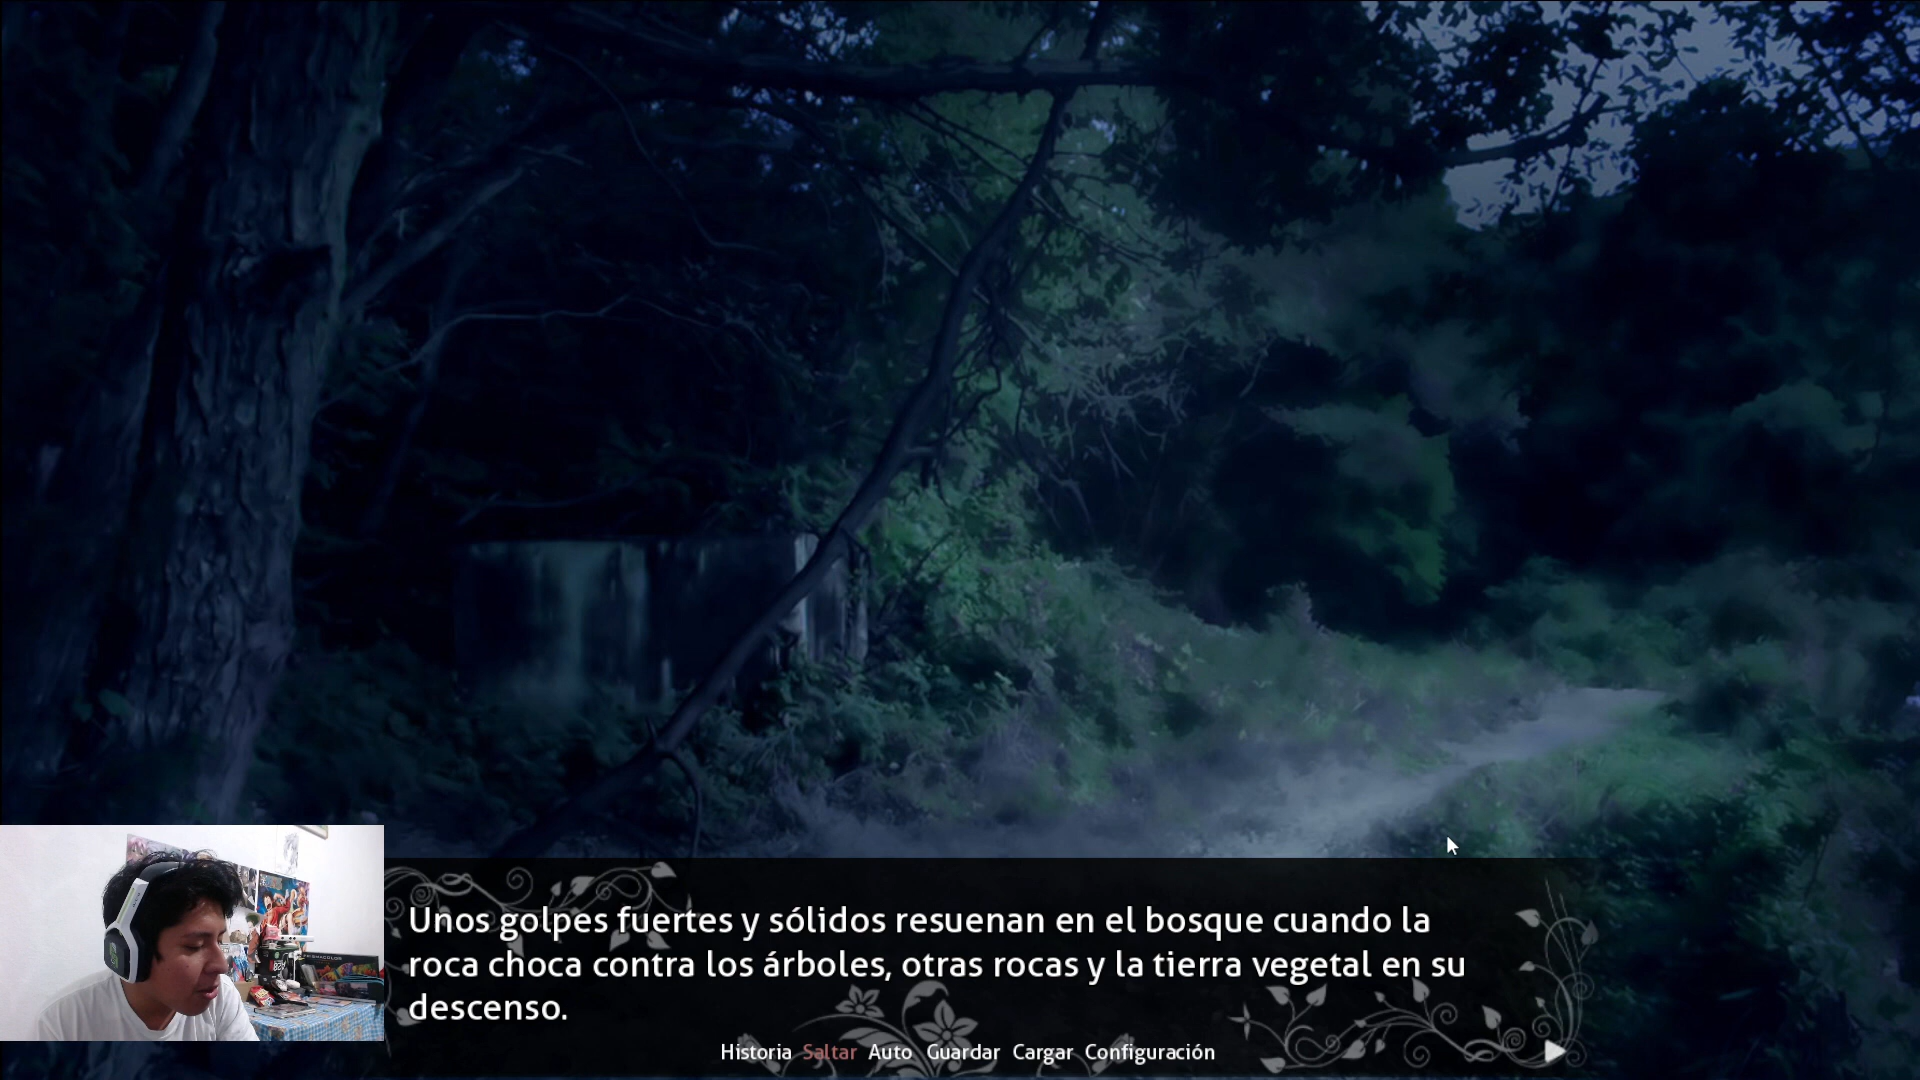 Unos golpes fuertes y sólidos resuenan en el bosque cuando la
roca choca contra los árboles, otras rocas y la tierra vegetal en su
descenso.
Historia Saltar Auto Guardar Cargar Configuración